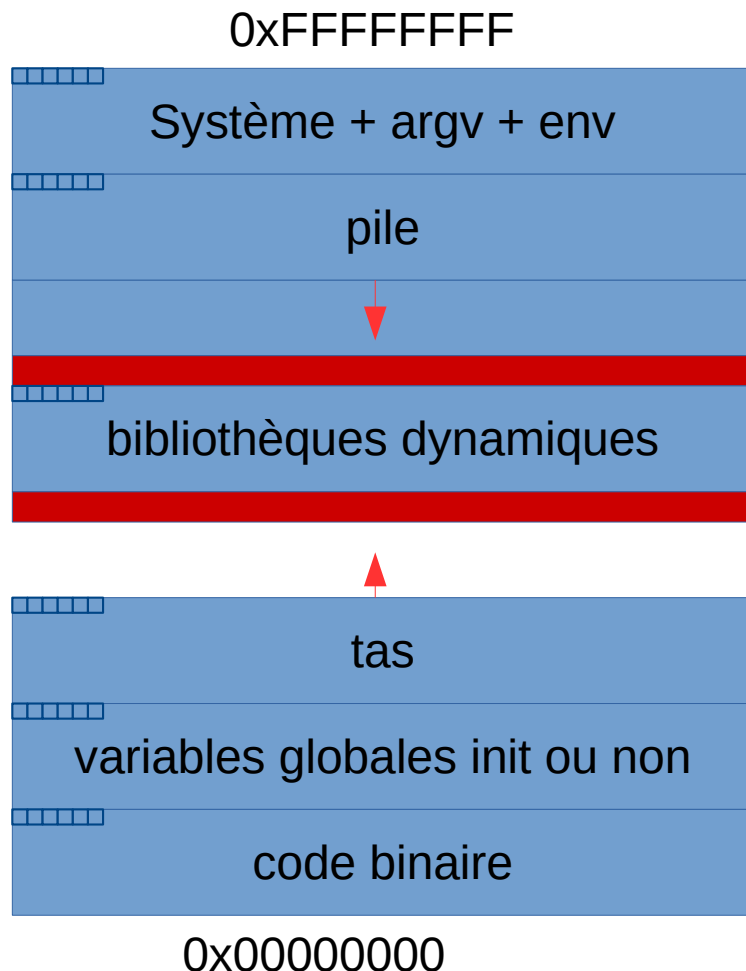 0xFFFFFFFF
Système + argv + env
pile
bibliothèques dynamiques
tas
variables globales init ou non
code binaire
0x00000000